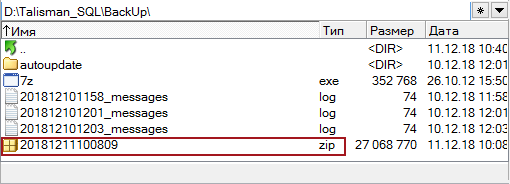 D:\Talisman_SQL\BackUp\ * ▼
↑Имя Тип Размер Дата
.. <DIR> 11.12.18 10:40
autoupdate <DIR> 10.12.18 12:01
7z exe 352 768 26.10.12 15:50
201812101158_messages log 74 10.12.18 11:58
201812101201_messages log 74 10.12.18 12:01
201812101203_messages log 74 10.12.18 12:03
20181211100809 zip 27 068 770 11.12.18 10:08